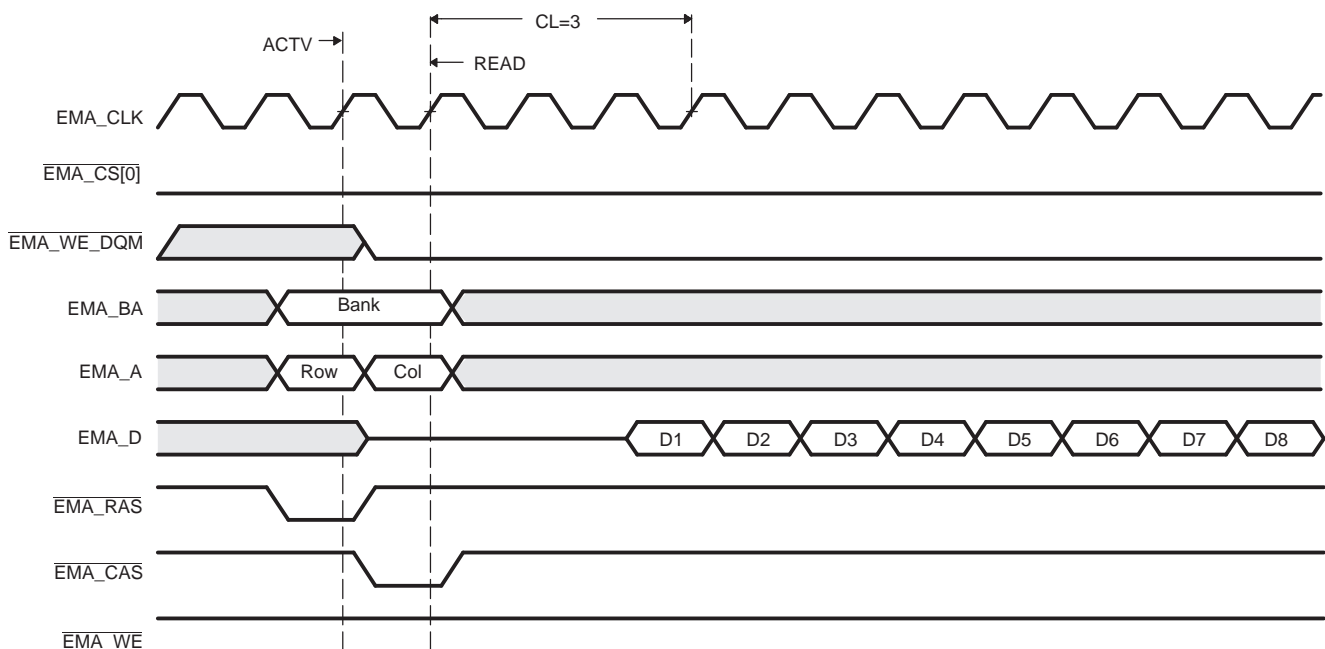 CL=3
ACTV
READ
EMA_CLK
EMA_CS[0]
EMA_WE_DQM
EMA_BA
Bank
EMA_A
Row Col
EMA_D
D1 D2 D3 D4 D5 D6 D7 D8
EMA_RAS
EMA_CAS
EMA_WE